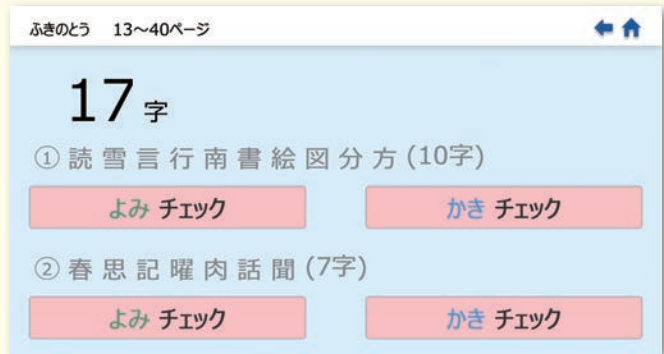 ふきのとう 13〜40ページ
17字
①読雪言行南書絵図分方(10字)
よみ チェック かき チェック
②春思記曜肉話聞(7字)
よみ チェック かき チェック